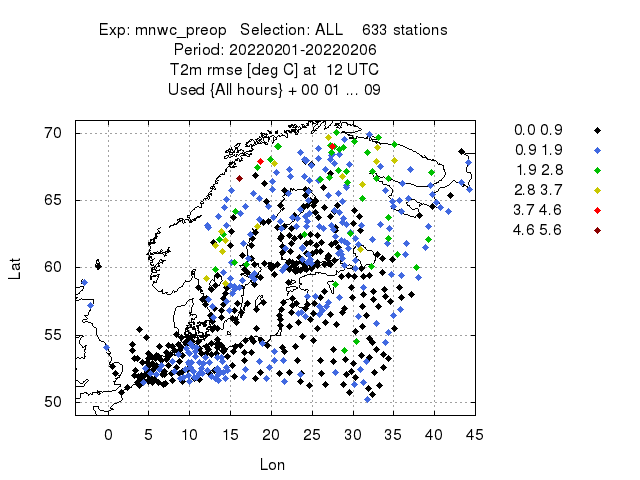 Exp: mnwc_preop Selection: ALL 633 stations
Period: 20220201-20220206
T2m rmse [deg C] at 12 UTC
Used {All hours} + 00 01 ... 09
70
65
60
55
50
Lat
0 5 10 15 20 25 30 35 40 45
Lon
0.0 0.9
0.9 1.9
1.9 2.8
2.8 3.7
3.7 4.6
4.6 5.6